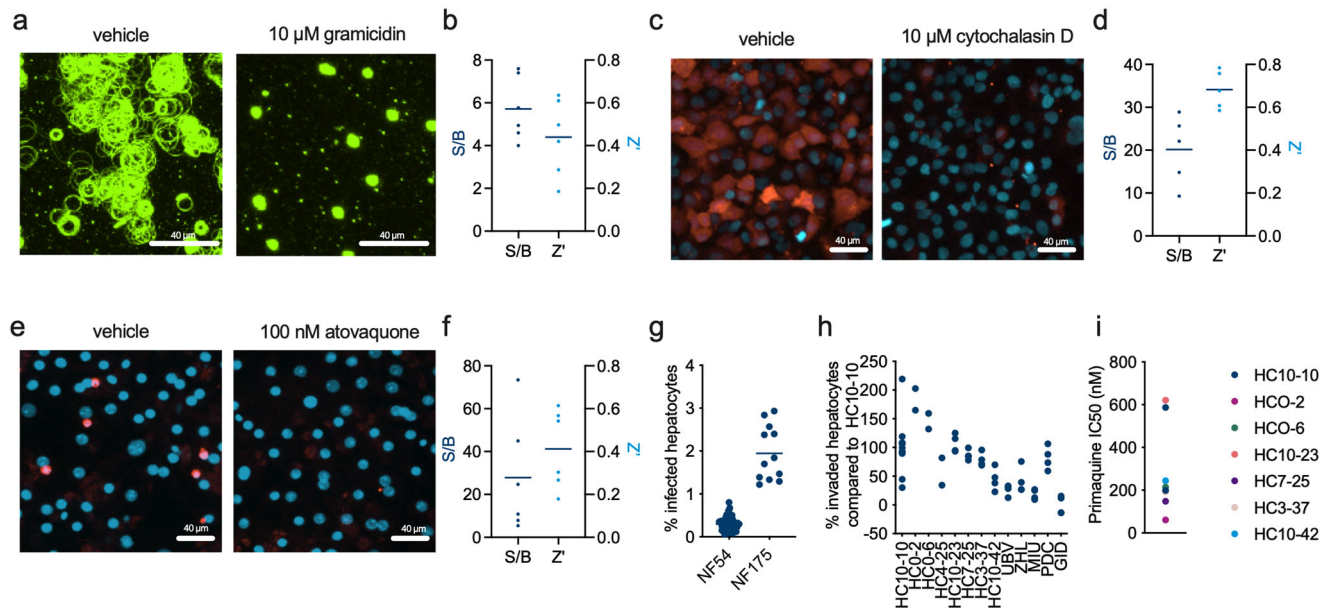 a
vehicle
10 µM gramicidin
40 µm
40 µm
b
8
6
4
2
0
S/B
0.8
0.6
0.4
0.2
0.0
Z'
S/B
Z'
c
vehicle
10 µM cytochalasin D
40 µm
40 µm
d
40
30
20
10
0
S/B
0.8
0.6
0.4
0.2
0.0
Z'
S/B
Z'
e
vehicle
100 nM atovaquone
40 µm
40 µm
f
80
60
40
20
0
S/B
0.8
0.6
0.4
0.2
0.0
Z'
S/B
Z'
g
% infected hepatocytes
4
3
2
1
0
NF54
NF175
h
% invaded hepatocytes
compared to HC10-10
250
200
150
100
50
0
-50
HC10-10
HC0-2
HC0-6
HC4-25
HC10-23
HC7-25
HC3-37
HC10-42
UBV
ZHL
MIU
PDC
GID
i
Primaquine IC50 (nM)
800
600
400
200
0
HC10-10
HCO-2
HCO-6
HC10-23
HC7-25
HC3-37
HC10-42